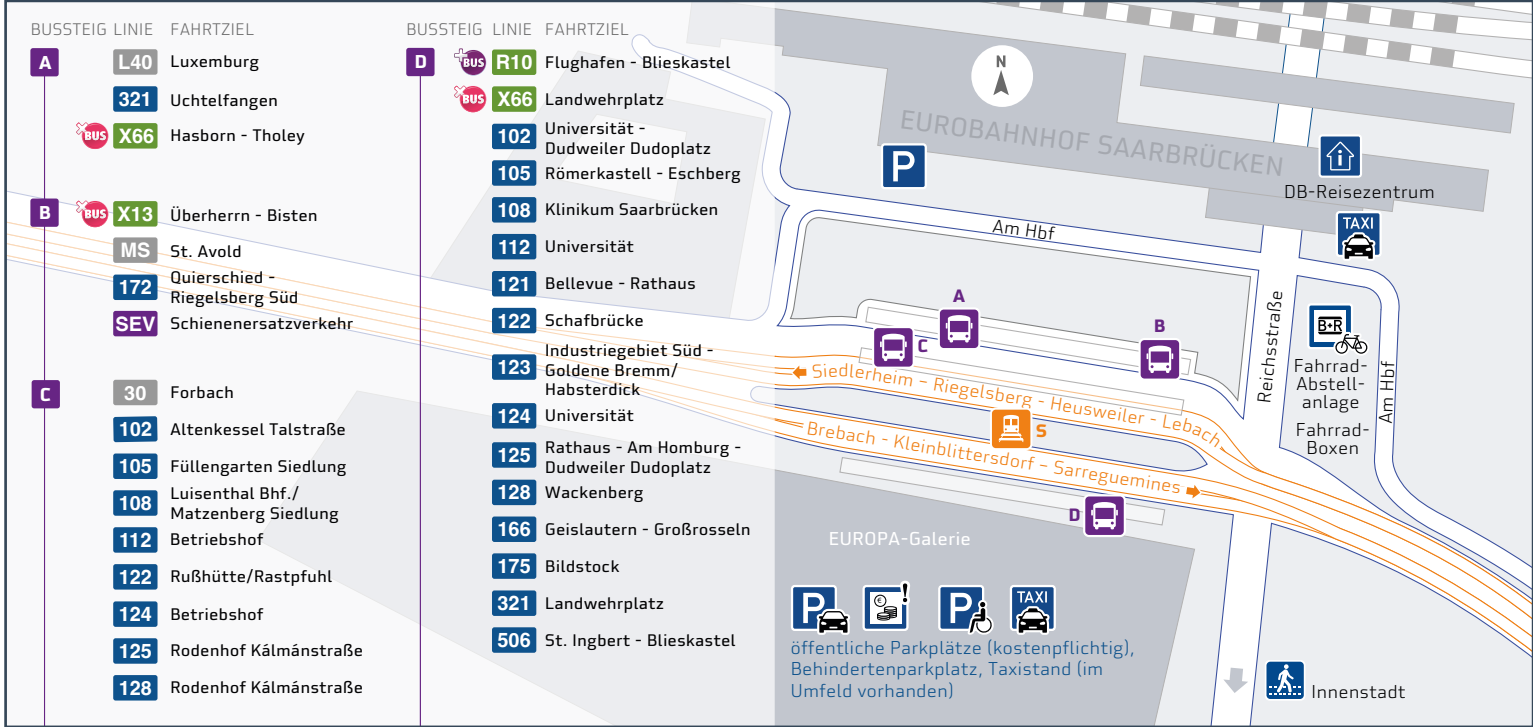 BUSSTEIG LINIE FAHRTZIEL
A
L40 Luxemburg
321 Uchtelfangen
×BUS X66 Hasborn - Tholey
B
×BUS X13 Überherrn - Bisten
MS St. Avold
172 Quierschied -
Riegelsberg Süd
SEV Schienenersatzverkehr
C
30 Forbach
102 Altenkessel Talstraße
105 Füllengarten Siedlung
108 Luisenthal Bhf./
Matzenberg Siedlung
112 Betriebshof
122 Rußhütte/Rastpfuhl
124 Betriebshof
125 Rodenhof Kálmánstraße
128 Rodenhof Kálmánstraße
BUSSTEIG LINIE FAHRTZIEL
D
+BUS R10 Flughafen - Blieskastel
×BUS X66 Landwehrplatz
102 Universität -
Dudweiler Dudoplatz
105 Römerkastell - Eschberg
108 Klinikum Saarbrücken
112 Universität
121 Bellevue - Rathaus
122 Schafbrücke
123 Industriegebiet Süd -
Goldene Bremm/
Habsterdick
124 Universität
125 Rathaus - Am Homburg -
Dudweiler Dudoplatz
128 Wackenberg
166 Geislautern - Großrosseln
175 Bildstock
321 Landwehrplatz
506 St. Ingbert - Blieskastel
N
EUROBAHNHOF SAARBRÜCKEN
P
i
DB-Reisezentrum
TAXI
Am Hbf
Reichsstraße
B+R
Fahrrad-
Abstell-
anlage
Fahrrad-
Boxen
Am Hbf
A
B
C
Siedlerheim - Riegelsberg - Heusweiler - Lebach
S
Brebach - Kleinblittersdorf - Sarreguemines
D
EUROPA-Galerie
P
€
!
P
TAXI
öffentliche Parkplätze (kostenpflichtig),
Behindertenparkplatz, Taxistand (im
Umfeld vorhanden)
Innenstadt